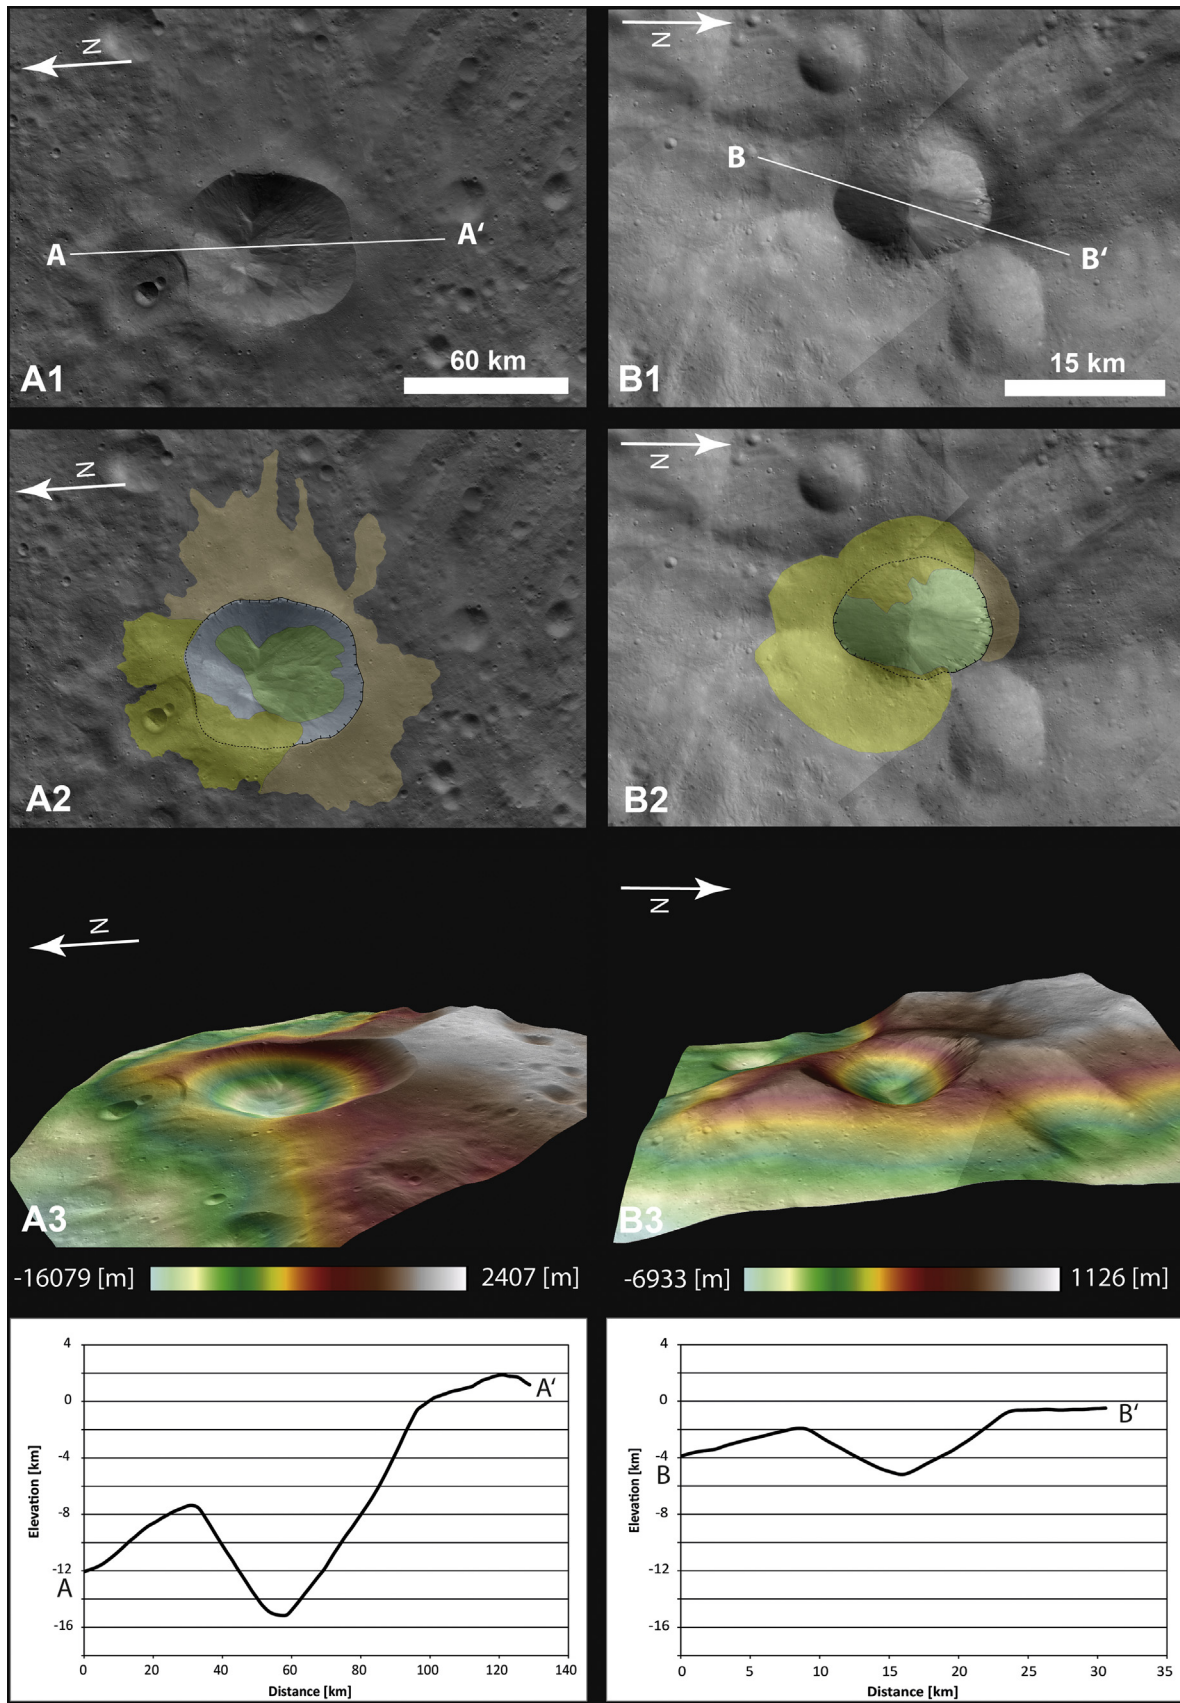 N
N
A
A‘
B
B‘
A1
60 km
B1
15 km
N
N
A2
B2
N
N
A3
B3
-16079 [m]
2407 [m]
-6933 [m]
1126 [m]
4
0
-4
-8
-12
-16
Elevation [km]
A
A‘
0 20 40 60 80 100 120 140
Distance [km]
4
0
-4
-8
-12
-16
Elevation [km]
B
B‘
0 5 10 15 20 25 30 35
Distance [km]